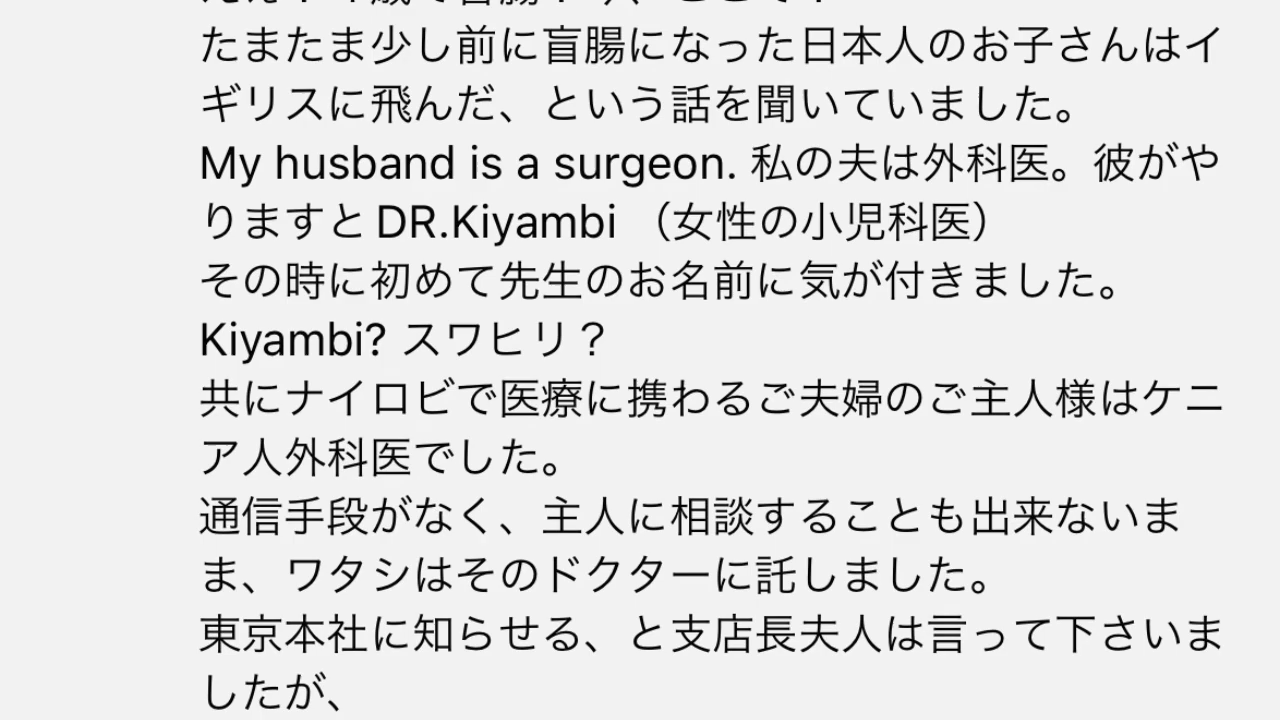 たまたま少し前に盲腸になった日本人のお子さんはイ
ギリスに飛んだ、という話を聞いていました。
My husband is a surgeon. 私の夫は外科医。彼がや
りますと DR.Kiyambi （女性の小児科医）
その時に初めて先生のお名前に気が付きました。
Kiyambi? スワヒリ？
共にナイロビで医療に携わるご夫婦のご主人様はケニ
ア人外科医でした。
通信手段がなく、主人に相談することも出来ないま
ま、ワタシはそのドクターに託しました。
東京本社に知らせる、と支店長夫人は言って下さいま
したが、